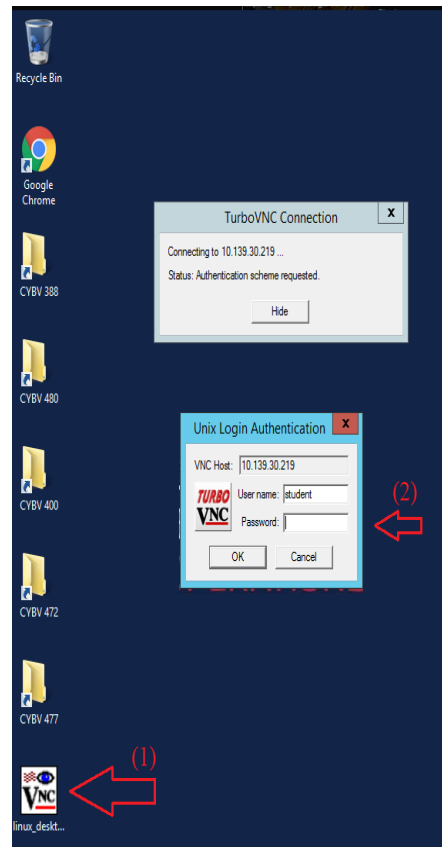 Recycle Bin
Google
Chrome
CYBV 388
CYBV 480
CYBV 400
CYBV 472
CYBV 477
linux_deskt...
VNC
(1)
TurboVNC Connection
x
Connecting to 10.139.30.219 ...
Status: Authentication scheme requested.
Hide
Unix Login Authentication
x
VNC Host: 10.139.30.219
TURBO
VNC
User name: student
Password:
OK Cancel
(2)